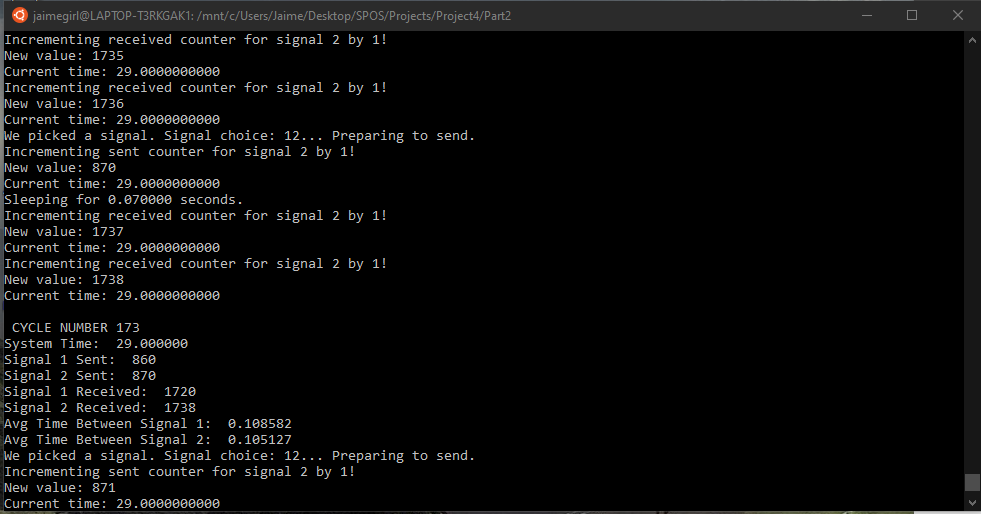 jaimegirl@LAPTOP-T3RKGAK1: /mnt/c/Users/Jaime/Desktop/SPOS/Projects/Project4/Part2
Incrementing received counter for signal 2 by 1!
New value: 1735
Current time: 29.0000000000
Incrementing received counter for signal 2 by 1!
New value: 1736
Current time: 29.0000000000
We picked a signal. Signal choice: 12... Preparing to send.
Incrementing sent counter for signal 2 by 1!
New value: 870
Current time: 29.0000000000
Sleeping for 0.070000 seconds.
Incrementing received counter for signal 2 by 1!
New value: 1737
Current time: 29.0000000000
Incrementing received counter for signal 2 by 1!
New value: 1738
Current time: 29.0000000000
CYCLE NUMBER 173
System Time:  29.000000
Signal 1 Sent:  860
Signal 2 Sent:  870
Signal 1 Received:  1720
Signal 2 Received:  1738
Avg Time Between Signal 1:  0.108582
Avg Time Between Signal 2:  0.105127
We picked a signal. Signal choice: 12... Preparing to send.
Incrementing sent counter for signal 2 by 1!
New value: 871
Current time: 29.0000000000